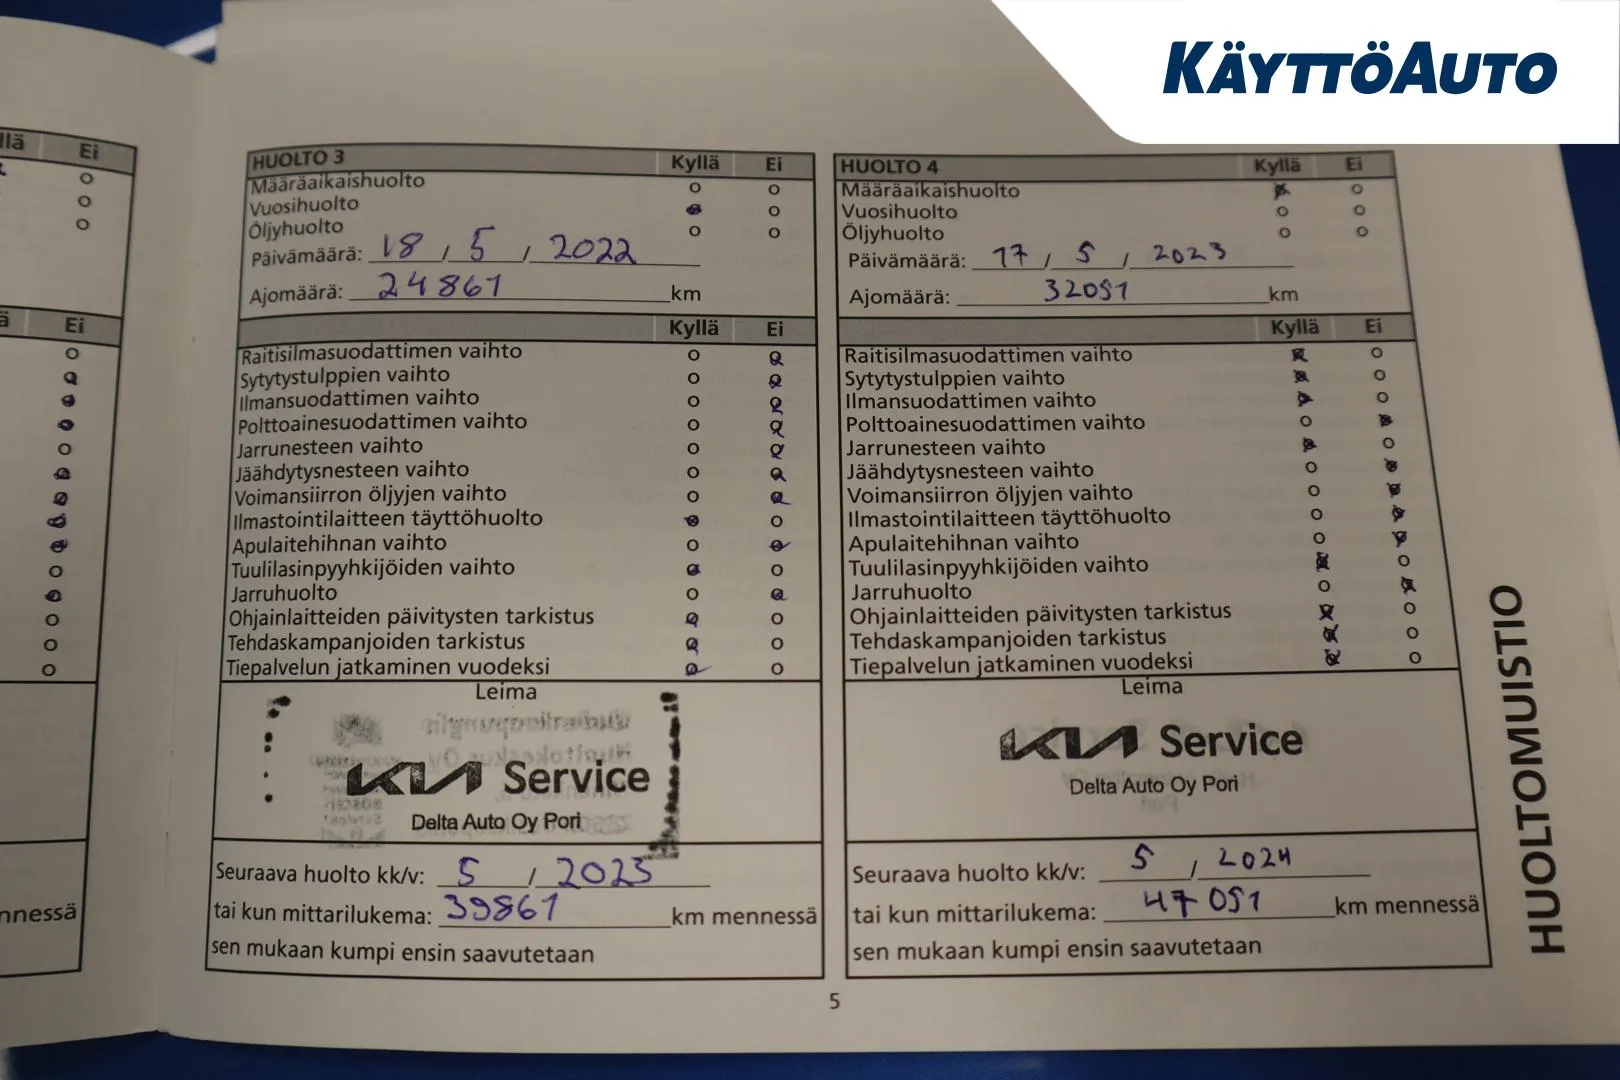 KÄYTTÖAUTO
Ei
HUOLTO 3 Kyllä Ei
Määräaikaishuolto
Vuosihuolto
Öljyhuolto
Päivämäärä: 18 / 5 / 2022
Ajomäärä: 24861 km
Kyllä Ei
Raitisilmasuodattimen vaihto
Sytytystulppien vaihto
Ilmansuodattimen vaihto
Polttoainesuodattimen vaihto
Jarrunesteen vaihto
Jäähdytysnesteen vaihto
Voimansiirron öljyjen vaihto
Ilmastointilaitteen täyttöhuolto
Apulaitehihnan vaihto
Tuulilasinpyyhkijöiden vaihto
Jarruhuolto
Ohjainlaitteiden päivitysten tarkistus
Tehdaskampanjoiden tarkistus
Tiepalvelun jatkaminen vuodeksi
Leima
KIA Service
Delta Auto Oy Pori
Seuraava huolto kk/v: 5 / 2023
tai kun mittarilukema: 39861 km mennessä
sen mukaan kumpi ensin saavutetaan
HUOLTO 4 Kyllä Ei
Määräaikaishuolto
Vuosihuolto
Öljyhuolto
Päivämäärä: 17 / 5 / 2023
Ajomäärä: 32051 km
Kyllä Ei
Raitisilmasuodattimen vaihto
Sytytystulppien vaihto
Ilmansuodattimen vaihto
Polttoainesuodattimen vaihto
Jarrunesteen vaihto
Jäähdytysnesteen vaihto
Voimansiirron öljyjen vaihto
Ilmastointilaitteen täyttöhuolto
Apulaitehihnan vaihto
Tuulilasinpyyhkijöiden vaihto
Jarruhuolto
Ohjainlaitteiden päivitysten tarkistus
Tehdaskampanjoiden tarkistus
Tiepalvelun jatkaminen vuodeksi
Leima
KIA Service
Delta Auto Oy Pori
Seuraava huolto kk/v: 5 / 2024
tai kun mittarilukema: 47051 km mennessä
sen mukaan kumpi ensin saavutetaan
HUOLTOMUISTIO
5